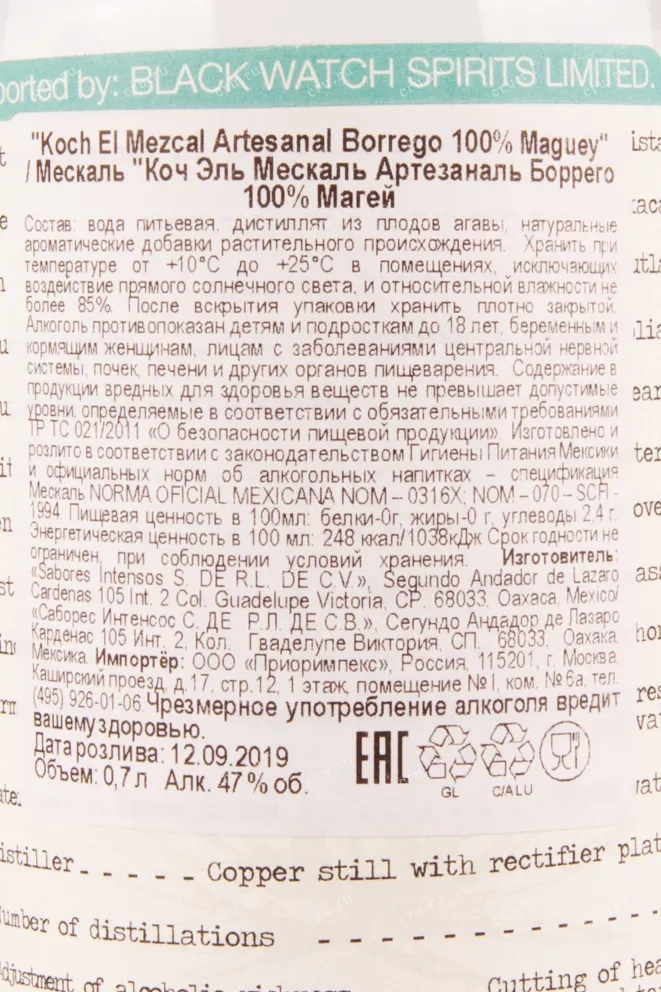 ported by: BLACK WATCH SPIRITS LIMITED.
"Koch El Mezcal Artesanal Borrego 100% Maguey"
/ Мескаль "Коч Эль Мескаль Артезаналь Боррего
100% Магей
Состав: вода питьевая, дистиллят из плодов агавы, натуральные
ароматические добавки растительного происхождения. Хранить при
температуре от +10°С до +25°С в помещениях, исключающих
воздействие прямого солнечного света, и относительной влажности не
более 85%. После вскрытия упаковки хранить плотно закрытой.
Алкоголь противопоказан детям и подросткам до 18 лет, беременным и
кормящим женщинам, лицам с заболеваниями центральной нервной
системы, почек, печени и других органов пищеварения. Содержание в
продукции вредных для здоровья веществ не превышает допустимые
уровни, определяемые в соответствии с обязательными требованиями
ТР ТС 021/2011 «О безопасности пищевой продукции». Изготовлено и
розлито в соответствии с законодательством Гигиены Питания Мексики
и официальных норм об алкогольных напитках – спецификация
Мескаль NORMA OFICIAL MEXICANA NOM – 0316X; NOM – 070 – SCFI -
1994. Пищевая ценность в 100мл: белки-0г, жиры-0 г, углеводы 2,4 г.
Энергетическая ценность в 100 мл: 248 ккал/1038кДж Срок годности не
ограничен, при соблюдении условий хранения. Изготовитель:
«Sabores Intensos S. DE R.L. DE C.V.», Segundo Andador de Lazaro
Cardenas 105 Int. 2 Col. Guadelupe Victoria, CP. 68033, Oaxaca. Mexico/
«Саборес Интенсос С. ДЕ Р.Л. ДЕ С.В.», Сегундо Андадор де Лазаро
Карденас 105 Инт, 2, Кол. Гваделупе Виктория, СП. 68033, Оахака,
Мексика. Импортёр: ООО «Приоримпекс», Россия, 115201, г. Москва,
Каширский проезд, д.17, стр.12, 1 этаж, помещение №I, ком. №6а, тел.
(495) 926-01-06. Чрезмерное употребление алкоголя вредит
вашему здоровью.
Дата розлива: 12.09.2019
Объем: 0,7 л Алк. 47 % об.
EAC
GL C/ALU
istiller - - - - - Copper still with rectifier plat
umber of distillations - - - - - - - - - - - -
Adjustment of alcoholic
Cutting of hea